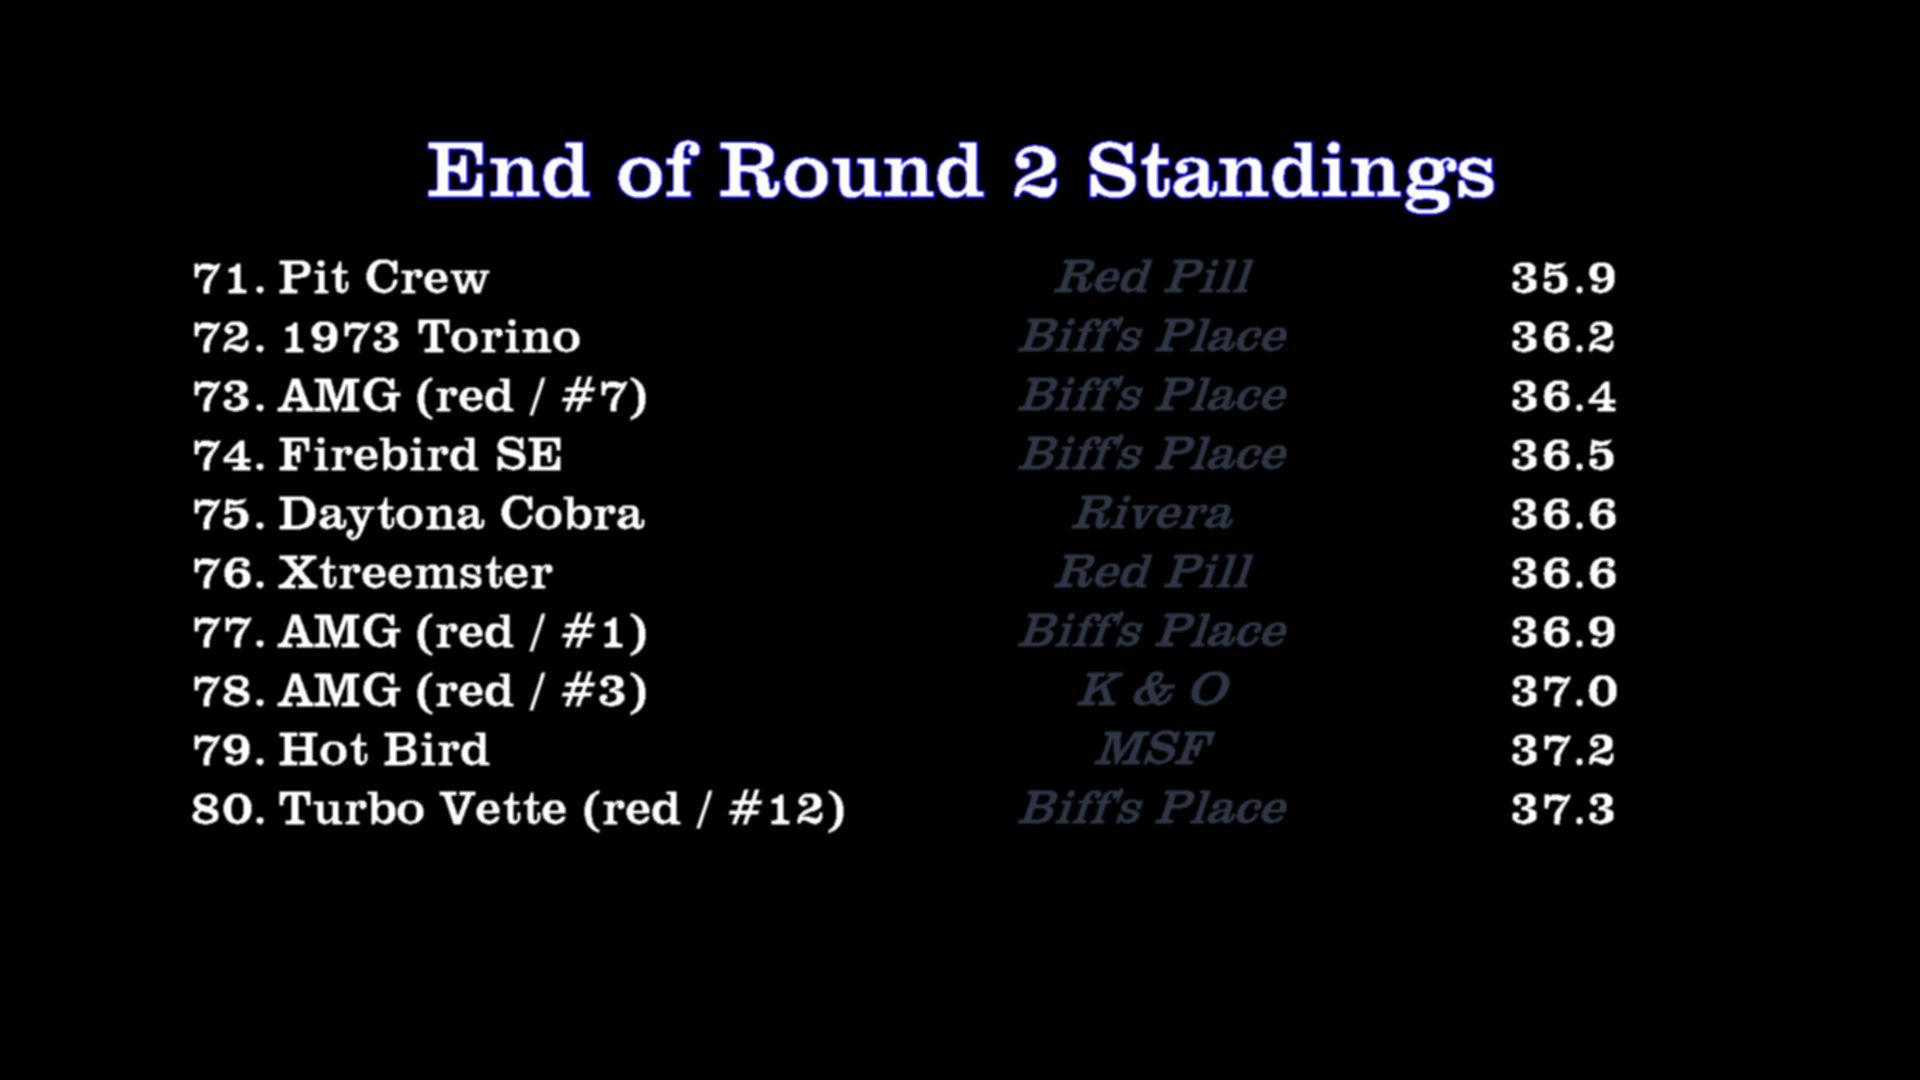 End of Round 2 Standings
71. Pit Crew Red Pill 35.9
72. 1973 Torino Biff's Place 36.2
73. AMG (red / #7) Biff's Place 36.4
74. Firebird SE Biff's Place 36.5
75. Daytona Cobra Rivera 36.6
76. Xtreemster Red Pill 36.6
77. AMG (red / #1) Biff's Place 36.9
78. AMG (red / #3) K & O 37.0
79. Hot Bird MSF 37.2
80. Turbo Vette (red / #12) Biff's Place 37.3